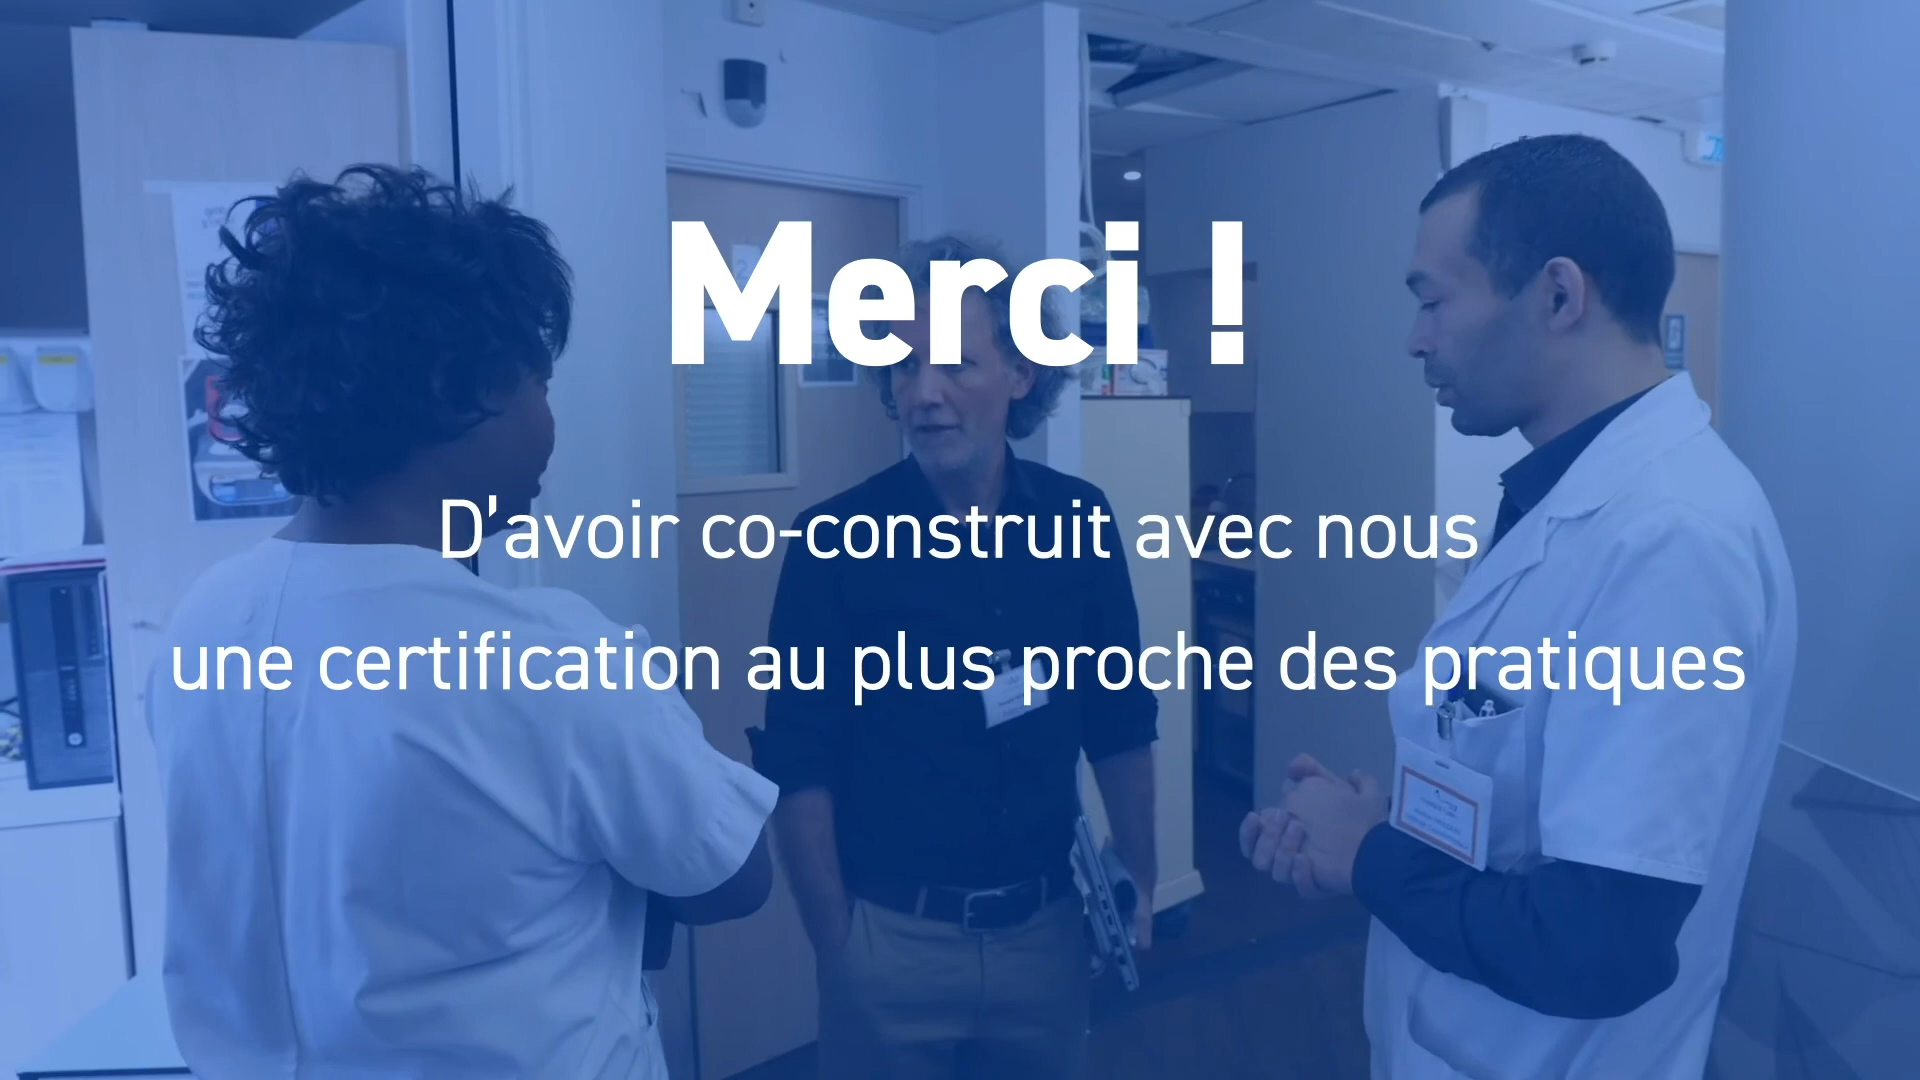 Merci !
D'avoir co-construit avec nous
une certification au plus proche des pratiques